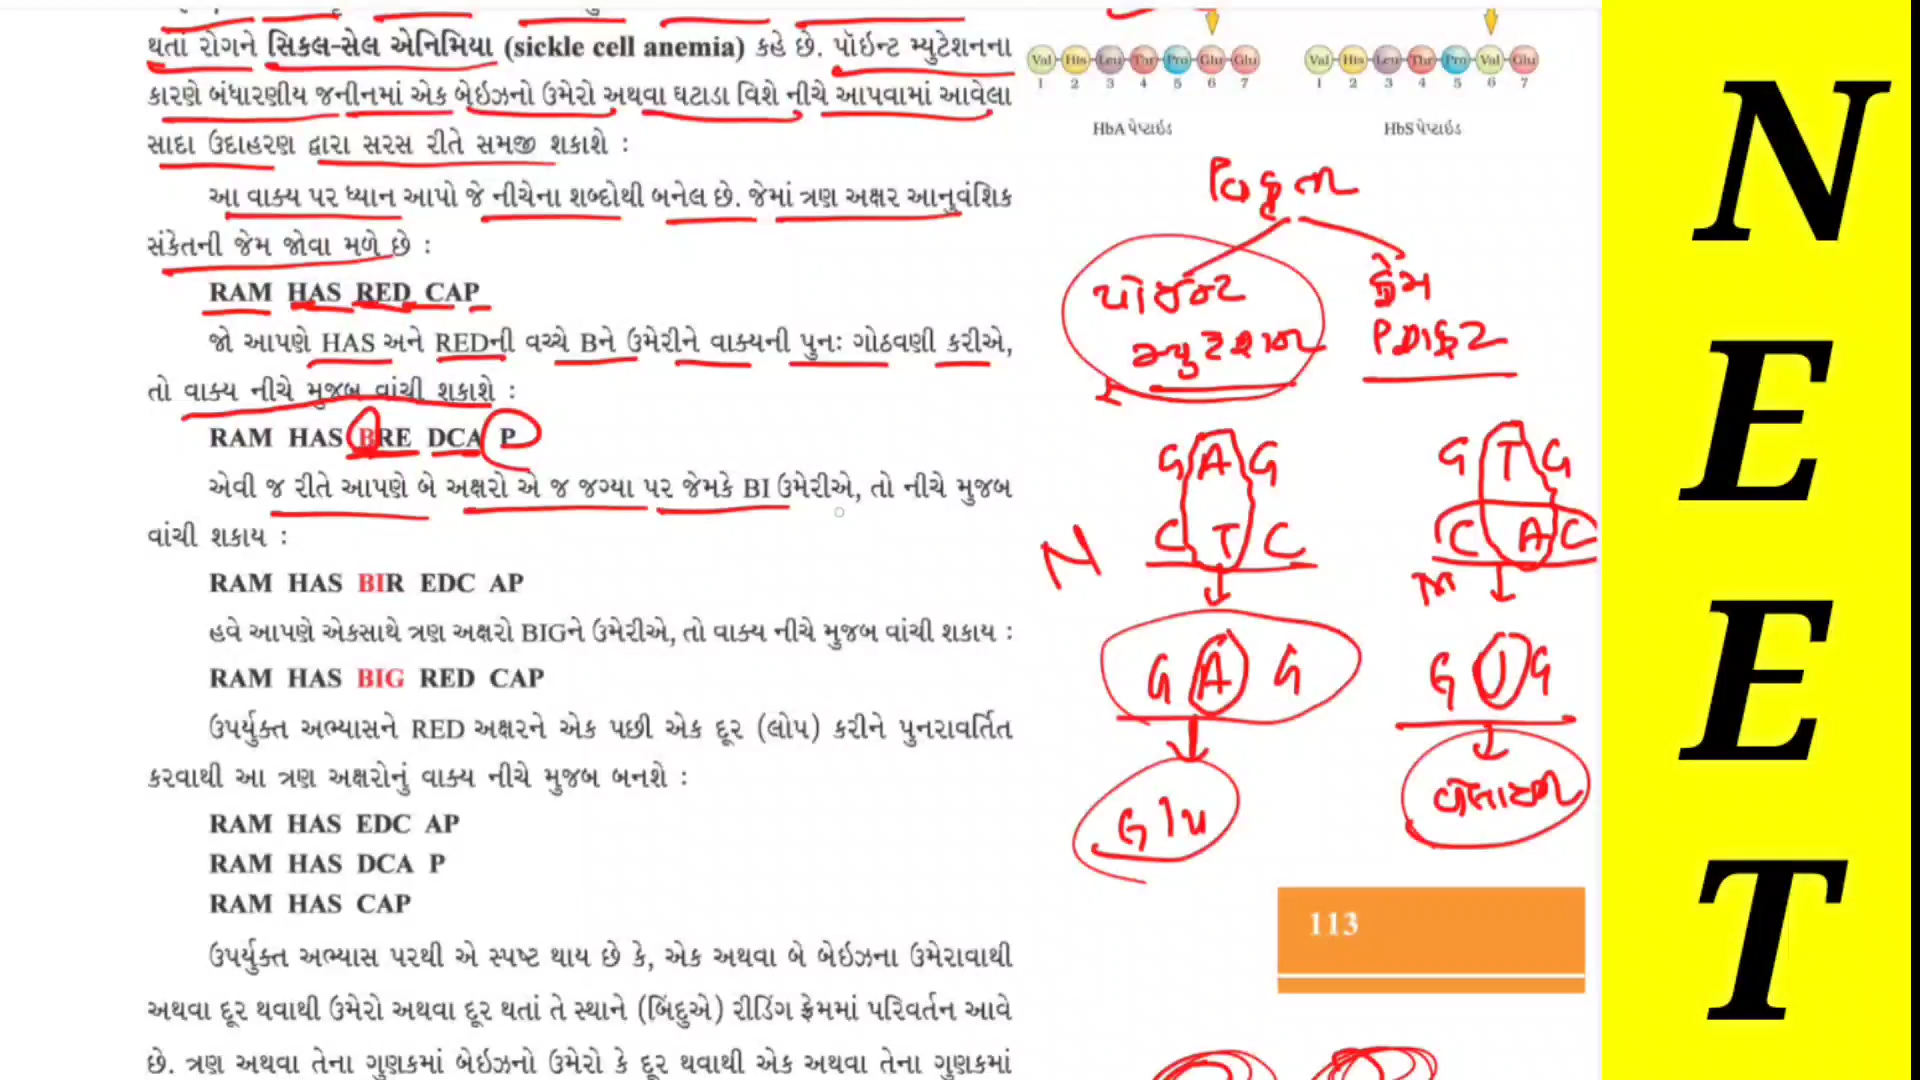 થતા રોગને સિકલ-સેલ એનિમિયા (sickle cell anemia) કહે છે. પૉઇન્ટ મ્યુટેશનના
કારણે બંધારણીય જનીનમાં એક બેઇઝનો ઉમેરો અથવા ઘટાડા વિશે નીચે આપવામાં આવેલા
સાદા ઉદાહરણ દ્વારા સરસ રીતે સમજી શકાશે :
આ વાક્ય પર ધ્યાન આપો જે નીચેના શબ્દોથી બનેલ છે. જેમાં ત્રણ અક્ષર આનુવંશિક
સંકેતની જેમ જોવા મળે છે :
RAM HAS RED CAP
જો આપણે HAS અને REDની વચ્ચે Bને ઉમેરીને વાક્યની પુનઃ ગોઠવણી કરીએ,
તો વાક્ય નીચે મુજબ વાંચી શકાશે :
RAM HAS BRE DCA P
એવી જ રીતે આપણે બે અક્ષરો એ જ જગ્યા પર જેમકે BI ઉમેરીએ, તો નીચે મુજબ
વાંચી શકાય :
RAM HAS BIR EDC AP
હવે આપણે એકસાથે ત્રણ અક્ષરો BIGને ઉમેરીએ, તો વાક્ય નીચે મુજબ વાંચી શકાય :
RAM HAS BIG RED CAP
ઉપર્યુક્ત અભ્યાસને RED અક્ષરને એક પછી એક દૂર (લોપ) કરીને પુનરાવર્તિત
કરવાથી આ ત્રણ અક્ષરોનું વાક્ય નીચે મુજબ બનશે :
RAM HAS EDC AP
RAM HAS DCA P
RAM HAS CAP
ઉપર્યુક્ત અભ્યાસ પરથી એ સ્પષ્ટ થાય છે કે, એક અથવા બે બેઇઝના ઉમેરાવાથી
અથવા દૂર થવાથી ઉમેરો અથવા દૂર થતાં તે સ્થાને (બિંદુએ) રીડિંગ ફ્રેમમાં પરિવર્તન આવે
છે. ત્રણ અથવા તેના ગુણકમાં બેઇઝનો ઉમેરો કે દૂર થવાથી એક અથવા તેના ગુણકમાં
Val His Leu Thr Pro Glu Glu
1 2 3 4 5 6 7
HbA પેપ્ટાઇડ
Val His Leu Thr Pro Val Glu
1 2 3 4 5 6 7
HbS પેપ્ટાઇડ
વિકૃતિ
પોઈન્ટ
મ્યુટેશન
ફ્રેમ
શિફ્ટ
G A G
C T C
N
G A G
Glu
G T G
C A C
m
G U G
વેલાઇન
113
NEET